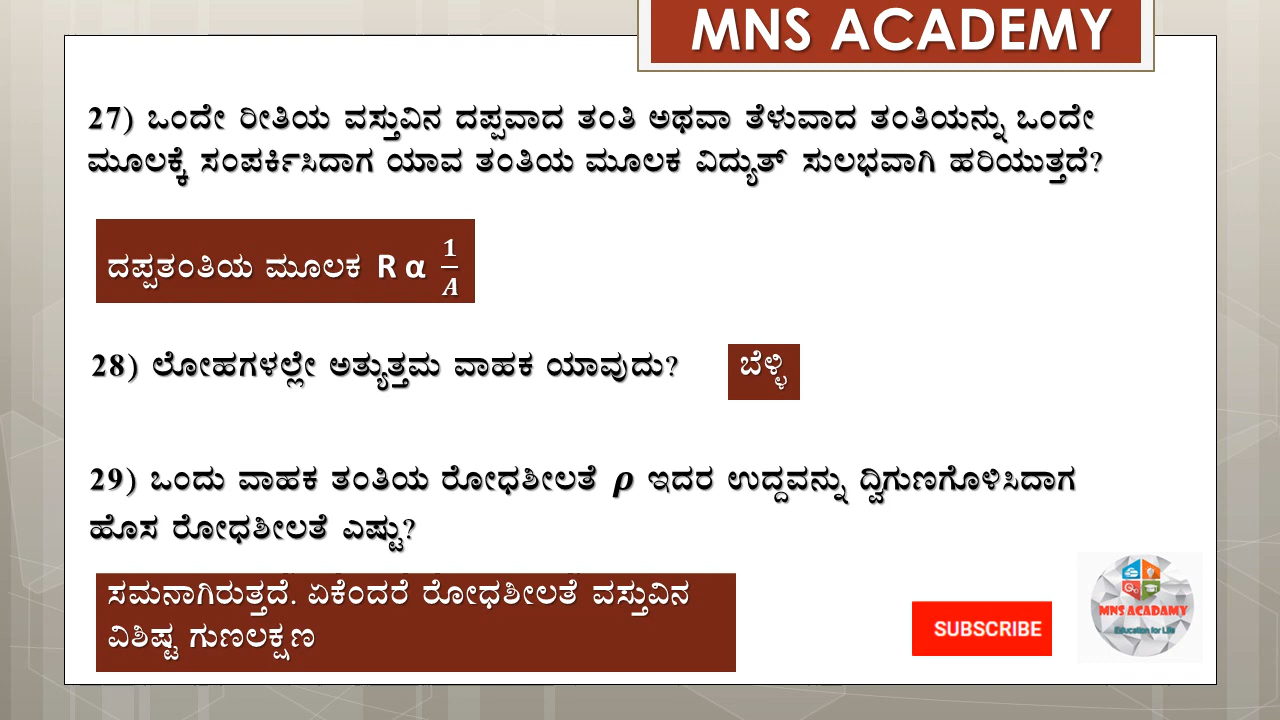 MNS ACADEMY
27) ಒಂದೇ ರೀತಿಯ ವಸ್ತುವಿನ ದಪ್ಪವಾದ ತಂತಿ ಅಥವಾ ತೆಳುವಾದ ತಂತಿಯನ್ನು ಒಂದೇ
ಮೂಲಕ್ಕೆ ಸಂಪರ್ಕಿಸಿದಾಗ ಯಾವ ತಂತಿಯ ಮೂಲಕ ವಿದ್ಯುತ್ ಸುಲಭವಾಗಿ ಹರಿಯುತ್ತದೆ?
ದಪ್ಪತಂತಿಯ ಮೂಲಕ R α 1/A
28) ಲೋಹಗಳಲ್ಲೇ ಅತ್ಯುತ್ತಮ ವಾಹಕ ಯಾವುದು? ಬೆಳ್ಳಿ
29) ಒಂದು ವಾಹಕ ತಂತಿಯ ರೋಧಶೀಲತೆ ρ ಇದರ ಉದ್ದವನ್ನು ದ್ವಿಗುಣಗೊಳಿಸಿದಾಗ
ಹೊಸ ರೋಧಶೀಲತೆ ಎಷ್ಟು?
ಸಮನಾಗಿರುತ್ತದೆ. ಏಕೆಂದರೆ ರೋಧಶೀಲತೆ ವಸ್ತುವಿನ
ವಿಶಿಷ್ಟ ಗುಣಲಕ್ಷಣ
SUBSCRIBE
MNS ACADAMY
Education for Life